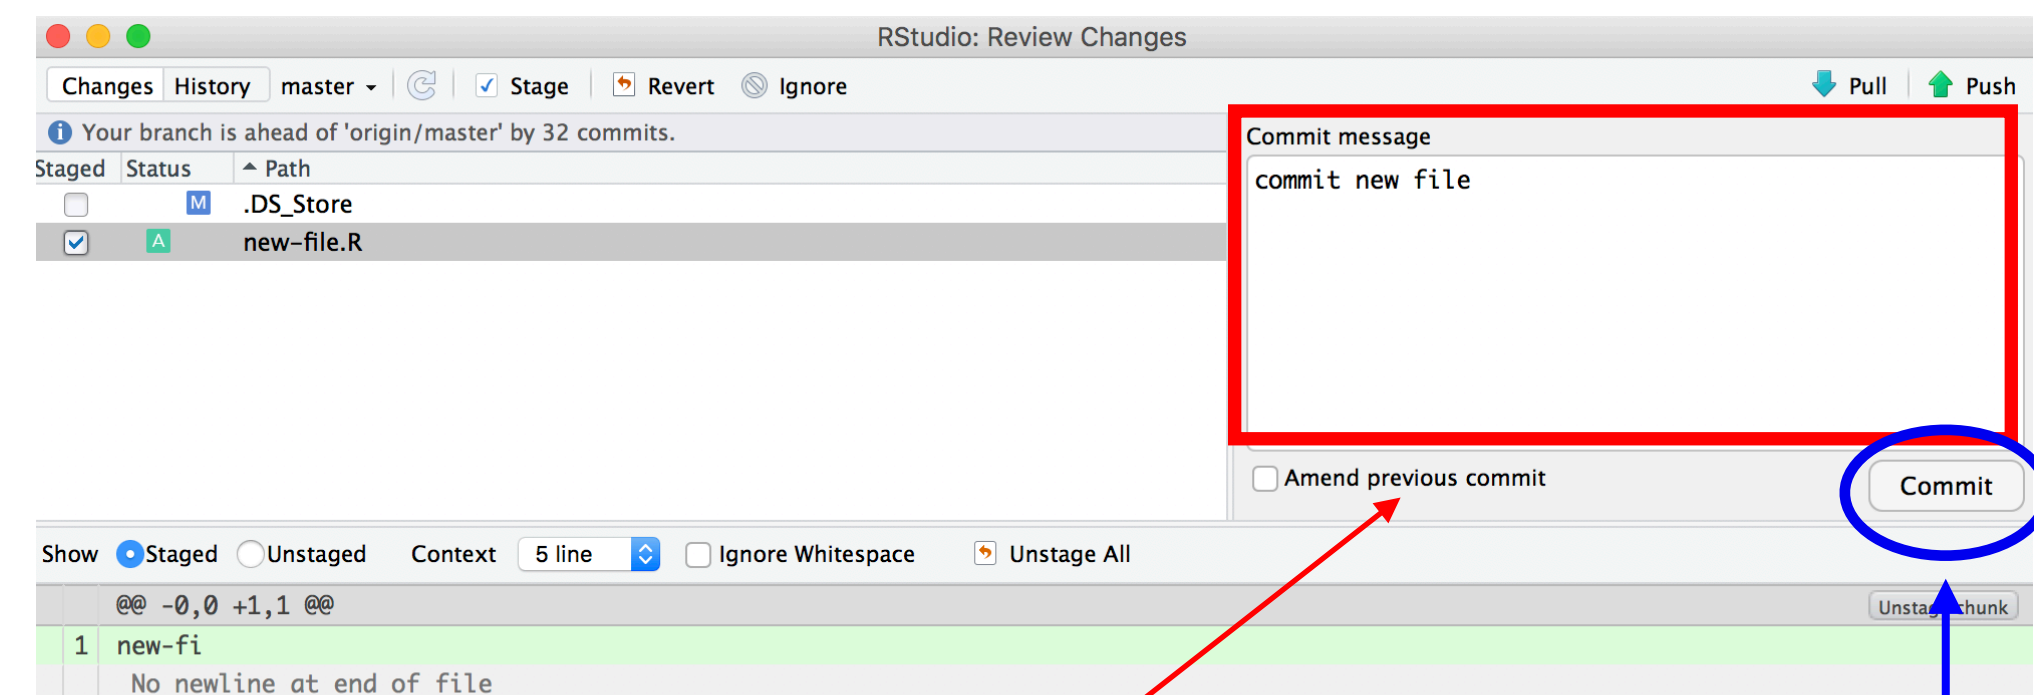 RStudio: Review Changes
Changes History master Stage Revert Ignore Pull Push
Your branch is ahead of 'origin/master' by 32 commits.
Commit message
Staged Status Path
commit new file
M .DS_Store
A new-file.R
Amend previous commit
Commit
Show Staged Unstaged Context 5 line Ignore Whitespace Unstage All
@@ -0,0 +1,1 @@
1 new-fi
No newline at end of file